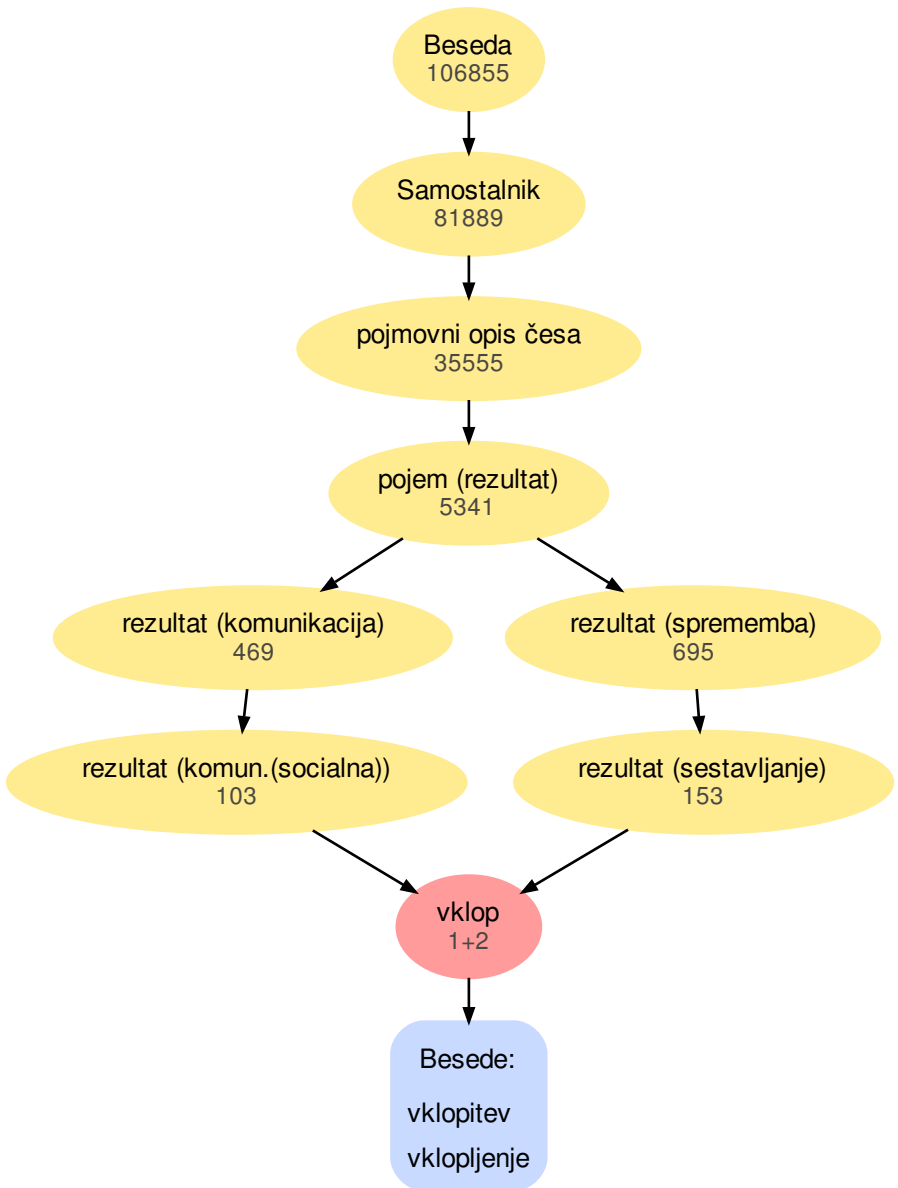 Beseda
106855
Samostalnik
81889
pojmovni opis česa
35555
pojem (rezultat)
5341
rezultat (komunikacija)
469
rezultat (sprememba)
695
rezultat (komun.(socialna))
103
rezultat (sestavljanje)
153
vklop
1+2
Besede:
vklopitev
vklopljenje